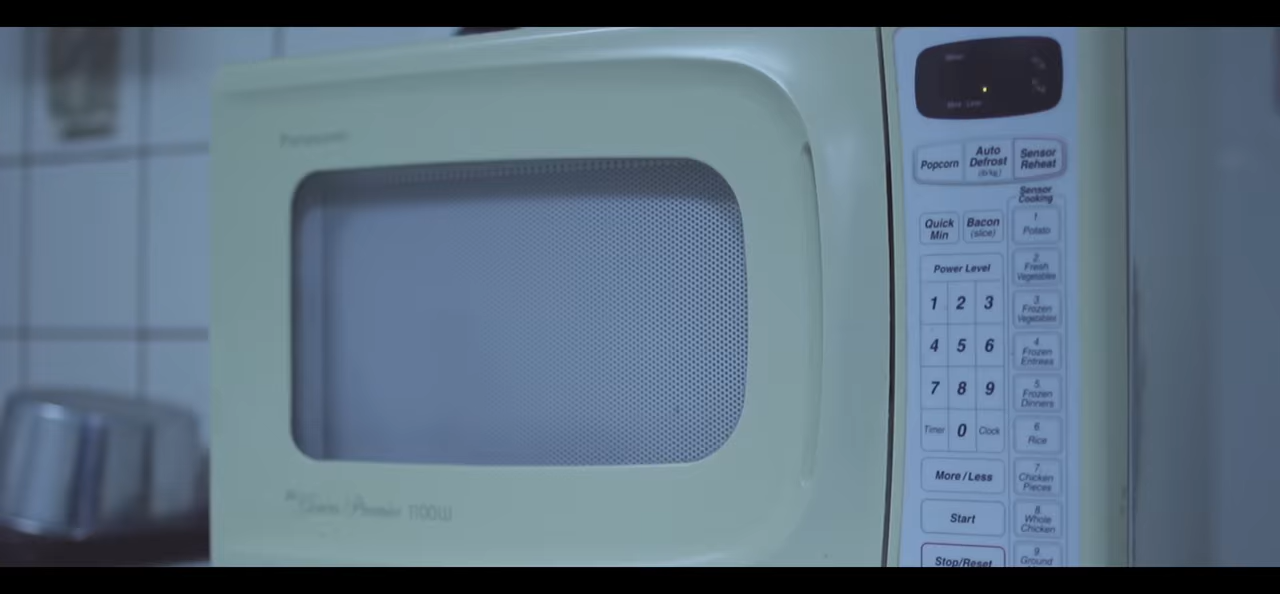 Panasonic
1100W
Popcorn
Auto
Defrost
(lb/kg)
Sensor
Reheat
Sensor
Cooking
Quick
Min
Bacon
(slice)
1
Potato
2.
Fresh
Vegetables
Power Level
1 2 3
3.
Frozen
Vegetables
4 5 6
4.
Frozen
Entrees
7 8 9
5.
Frozen
Dinners
Timer 0 Clock
6
Rice
More/Less
7.
Chicken
Pieces
Start
8.
Whole
Chicken
Stop/Reset
9.
Ground